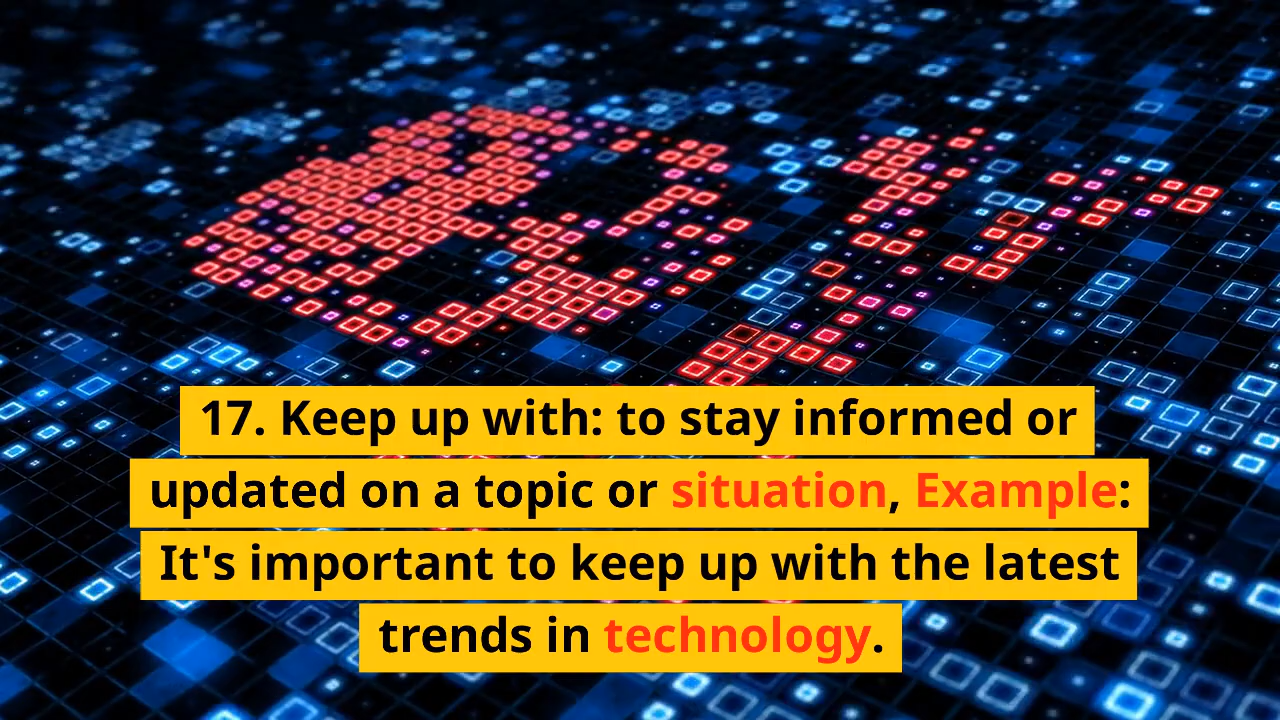 17. Keep up with: to stay informed or
updated on a topic or situation, Example:
It's important to keep up with the latest
trends in technology.